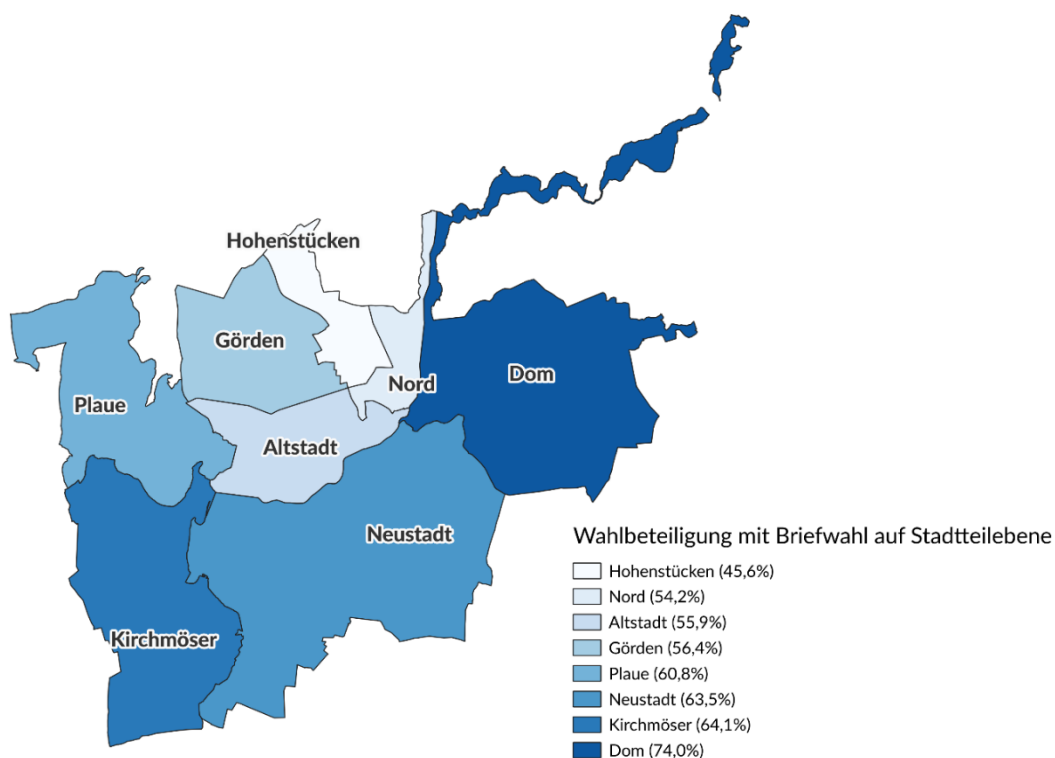 Hohenstücken
Görden
Nord
Dom
Plaue
Altstadt
Neustadt
Kirchmöser
Wahlbeteiligung mit Briefwahl auf Stadtteilebene
Hohenstücken (45,6%)
Nord (54,2%)
Altstadt (55,9%)
Görden (56,4%)
Plaue (60,8%)
Neustadt (63,5%)
Kirchmöser (64,1%)
Dom (74,0%)